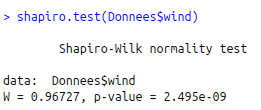 > shapiro.test(Donnees$wind)
Shapiro-Wilk normality test
data:  Donnees$wind
W = 0.96727, p-value = 2.495e-09